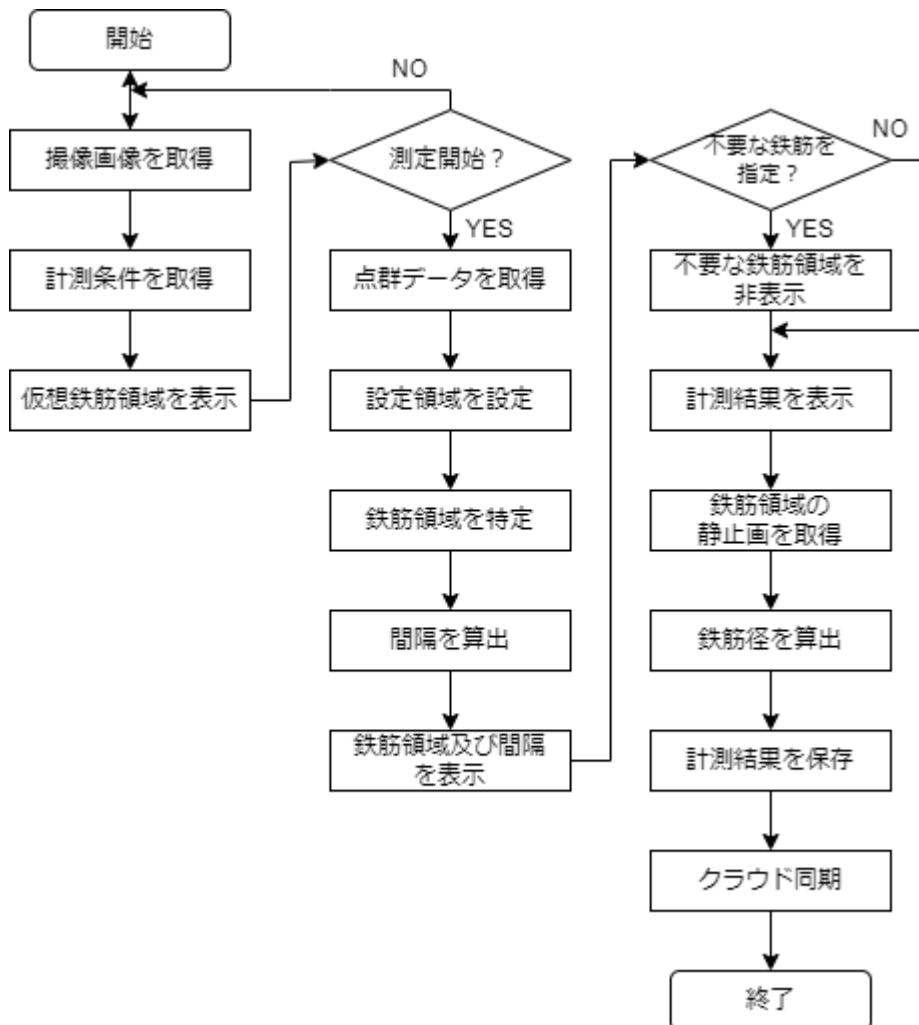 開始
撮像画像を取得
計測条件を取得
仮想鉄筋領域を表示
NO
測定開始？
YES
点群データを取得
設定領域を設定
鉄筋領域を特定
間隔を算出
鉄筋領域及び間隔
を表示
不要な鉄筋を
指定？
NO
YES
不要な鉄筋領域を
非表示
計測結果を表示
鉄筋領域の
静止画を取得
鉄筋径を算出
計測結果を保存
クラウド同期
終了